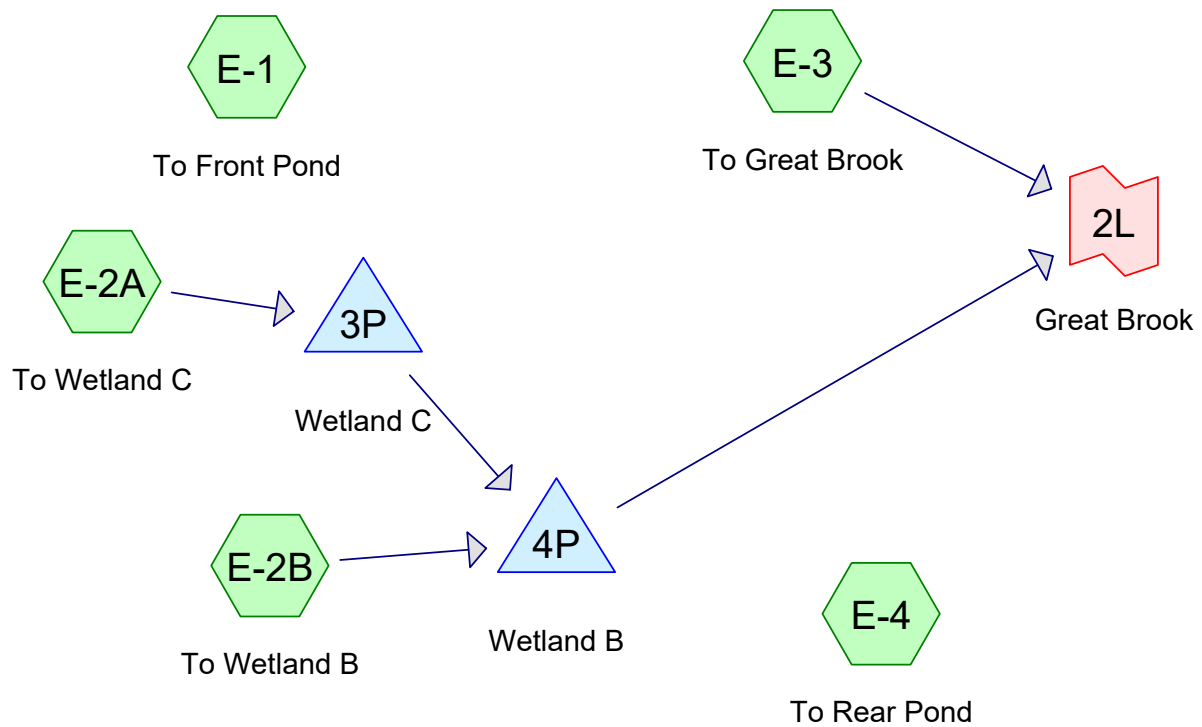 E-1
To Front Pond
E-3
To Great Brook
2L
Great Brook
E-2A
To Wetland C
3P
Wetland C
E-2B
To Wetland B
4P
Wetland B
E-4
To Rear Pond